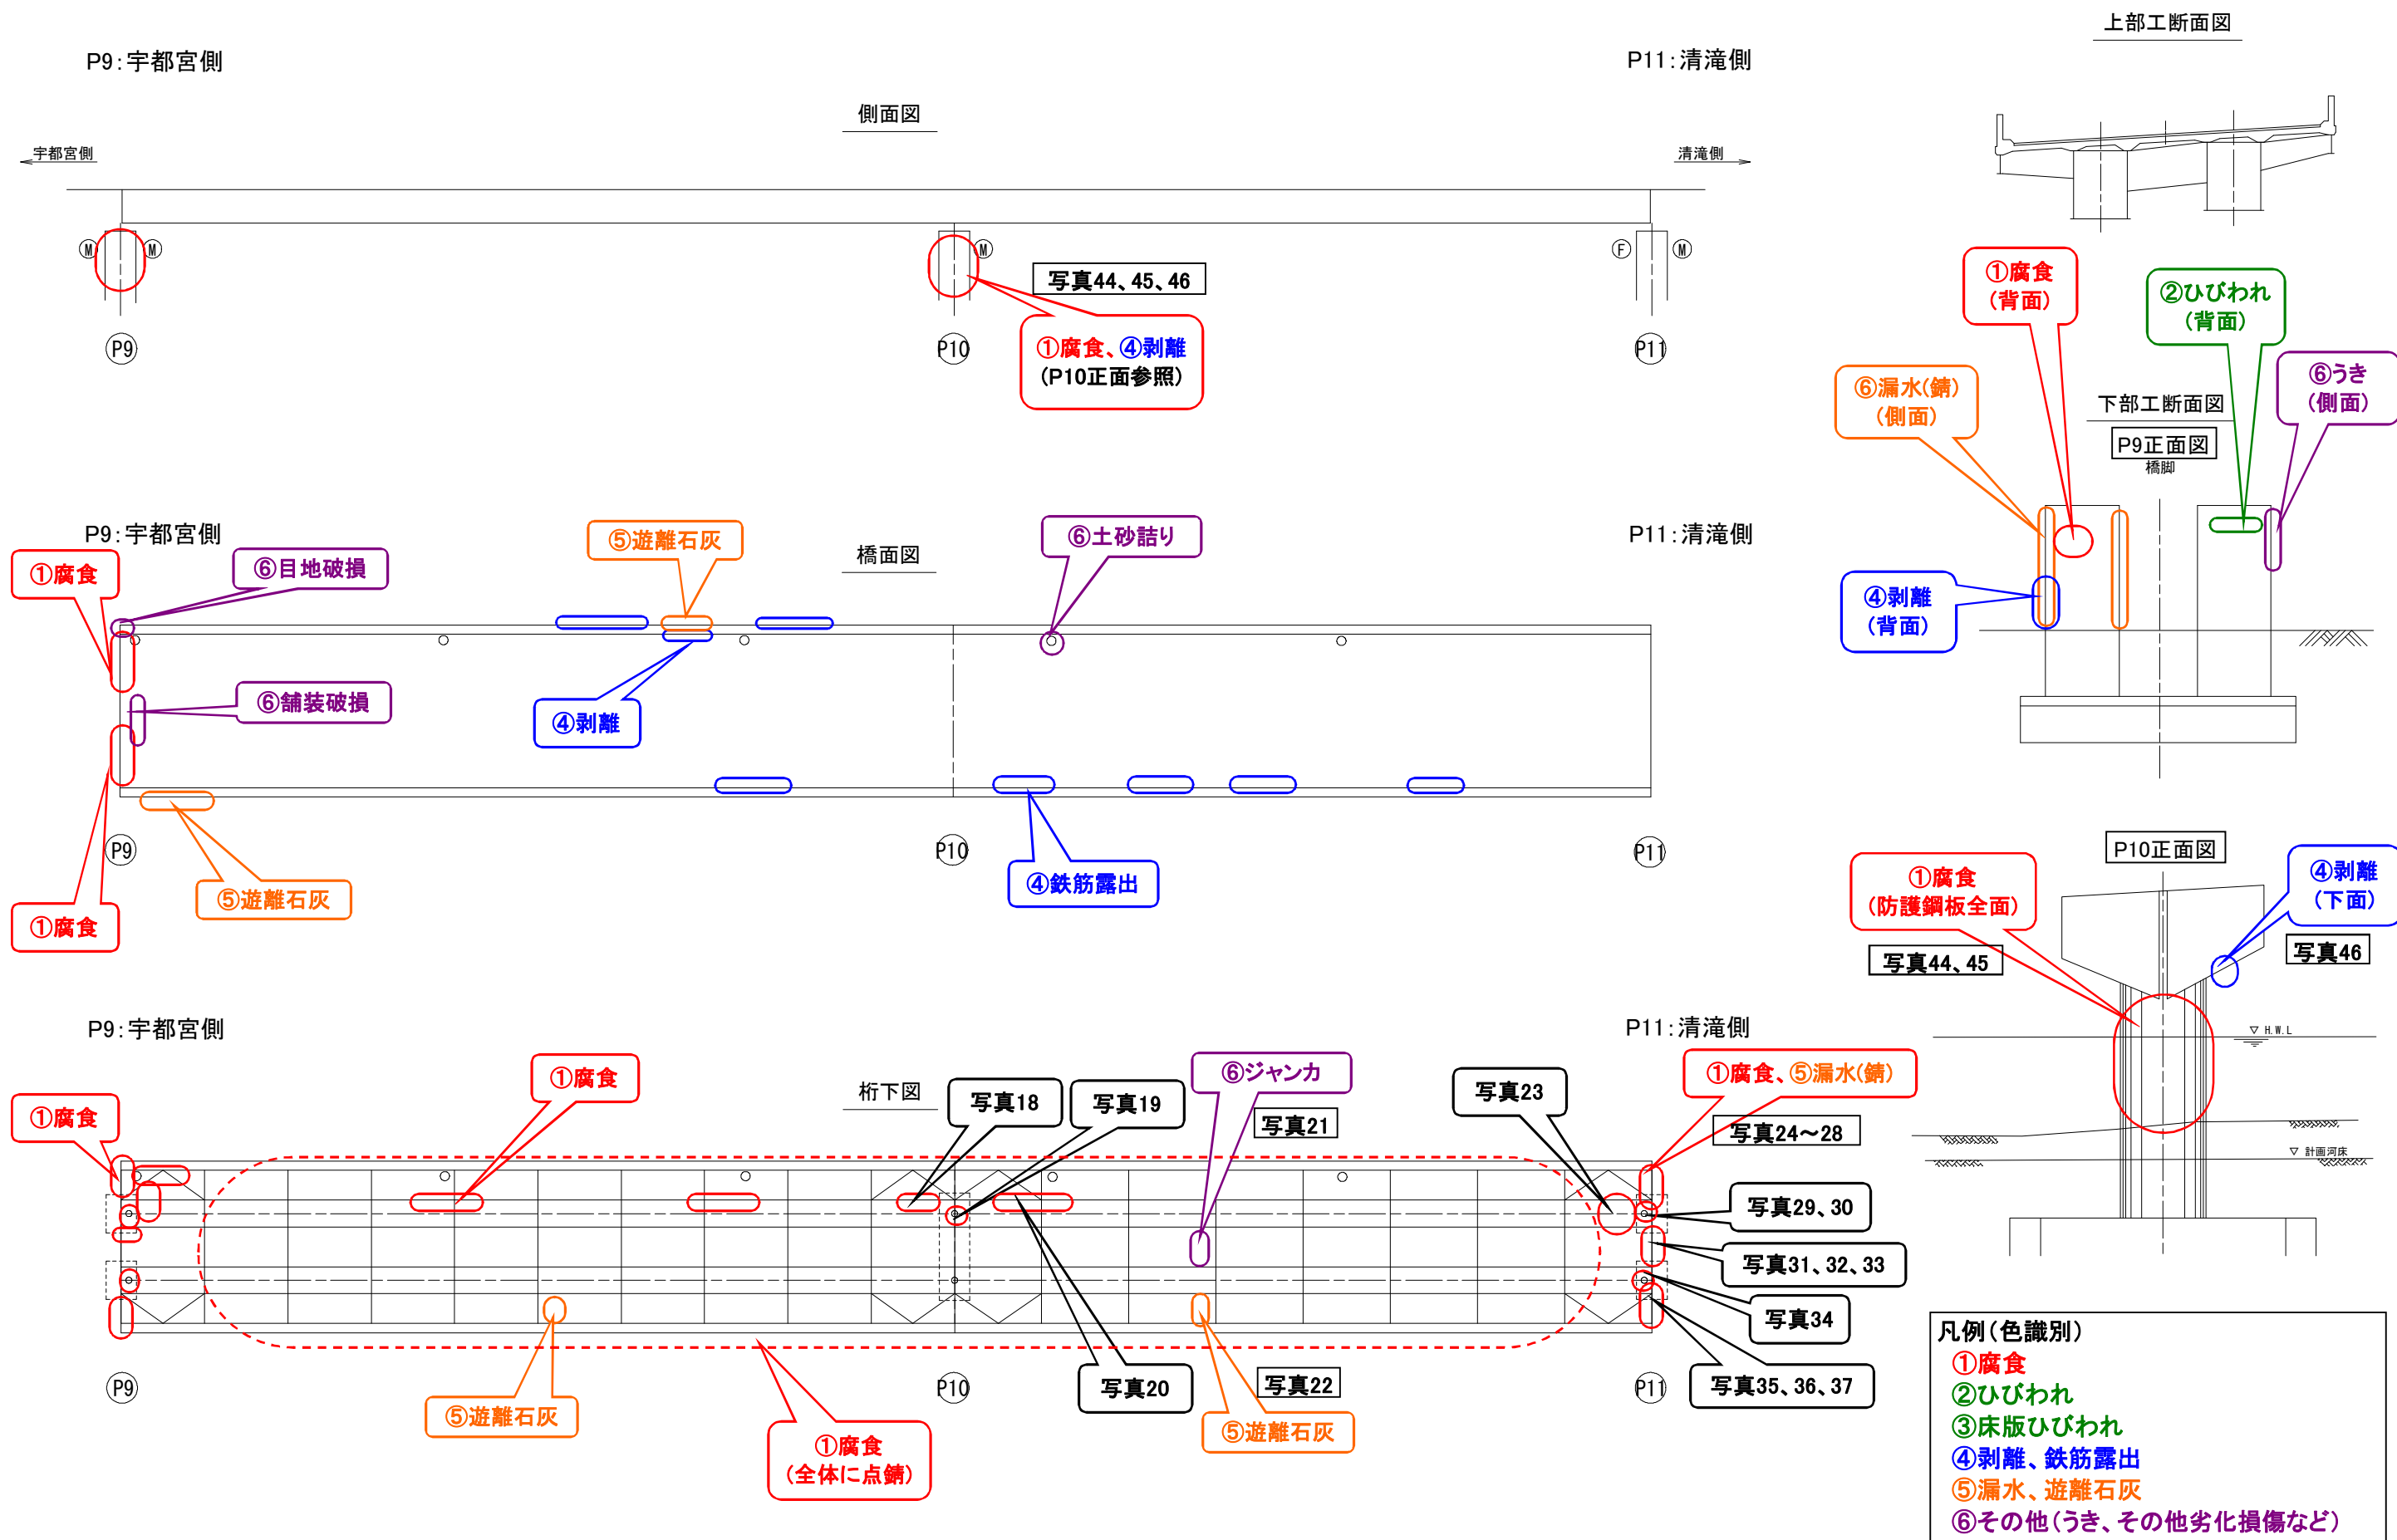 上部工断面図
P9：宇都宮側
P11：清滝側
側面図
宇都宮側
清滝側
M
M
M
F
M
写真44、45、46
P9
P10
P11
①腐食、④剥離
(P10正面参照)
①腐食
(背面)
②ひびわれ
(背面)
⑥漏水(錆)
(側面)
⑥うき
(側面)
下部工断面図
P9正面図
橋脚
④剥離
(背面)
P9：宇都宮側
P11：清滝側
橋面図
①腐食
⑥目地破損
⑤遊離石灰
⑥土砂詰り
⑥舗装破損
④剥離
P9
P10
P11
①腐食
⑤遊離石灰
④鉄筋露出
P10正面図
①腐食
(防護鋼板全面)
④剥離
(下面)
写真44、45
写真46
▽ H.W.L
▽ 計画河床
P9：宇都宮側
P11：清滝側
桁下図
①腐食
①腐食
写真18
写真19
⑥ジャンカ
写真21
写真23
①腐食、⑤漏水(錆)
写真24～28
写真29、30
写真31、32、33
写真34
写真35、36、37
P9
P10
P11
⑤遊離石灰
①腐食
(全体に点錆)
写真20
写真22
⑤遊離石灰
凡例(色識別)
①腐食
②ひびわれ
③床版ひびわれ
④剥離、鉄筋露出
⑤漏水、遊離石灰
⑥その他(うき、その他劣化損傷など)